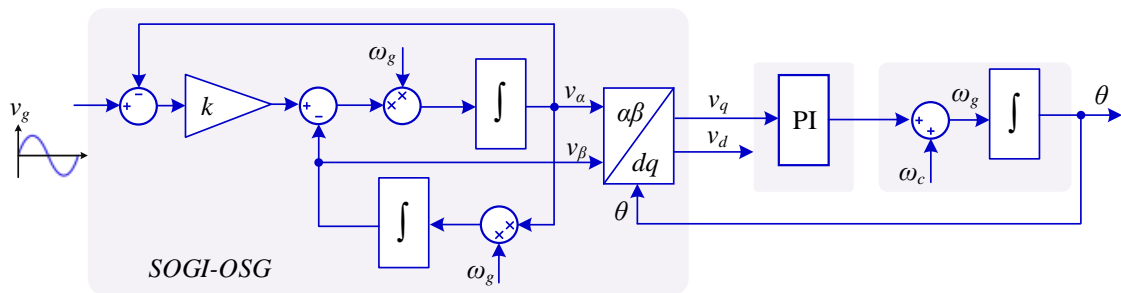 v_g
+
−
k
+
−
ω_g
×
×
∫
v_α
v_β
∫
×
×
ω_g
SOGI-OSG
αβ
dq
θ
v_q
v_d
PI
+
+
ω_c
ω_g
∫
θ